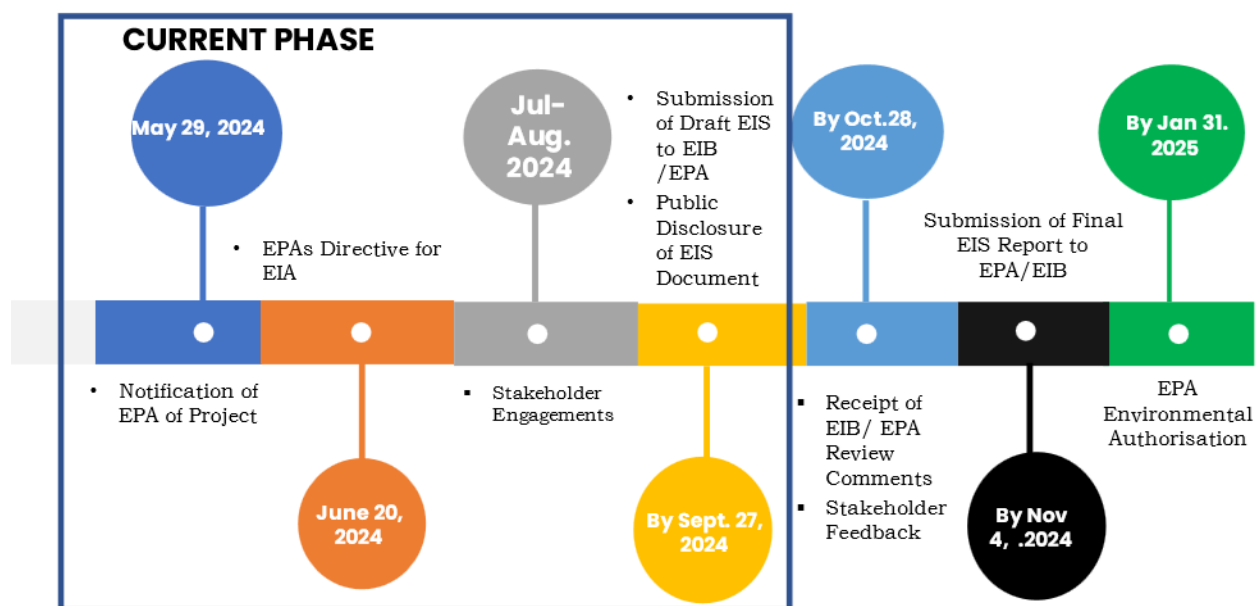 CURRENT PHASE
May 29, 2024
• Notification of
EPA of Project
• EPAs Directive for
EIA
June 20,
2024
Jul-
Aug.
2024
▪ Stakeholder
Engagements
• Submission
of Draft EIS
to EIB
/EPA
• Public
Disclosure
of EIS
Document
By Sept. 27,
2024
By Oct.28,
2024
▪ Receipt of
EIB/ EPA
Review
Comments
▪ Stakeholder
Feedback
Submission of Final
EIS Report to
EPA/EIB
By Nov
4, .2024
By Jan 31.
2025
EPA
Environmental
Authorisation